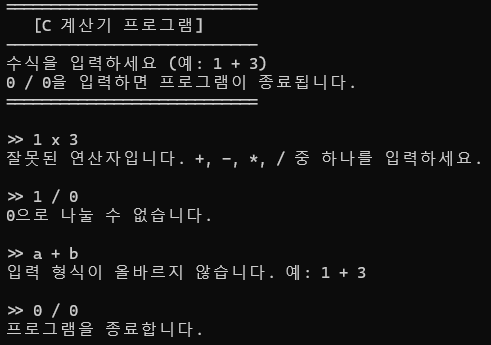 ============================
[C 계산기 프로그램]
----------------------------
수식을 입력하세요 (예: 1 + 3)
0 / 0을 입력하면 프로그램이 종료됩니다.
============================
>> 1 x 3
잘못된 연산자입니다. +, -, *, / 중 하나를 입력하세요.
>> 1 / 0
0으로 나눌 수 없습니다.
>> a + b
입력 형식이 올바르지 않습니다. 예: 1 + 3
>> 0 / 0
프로그램을 종료합니다.